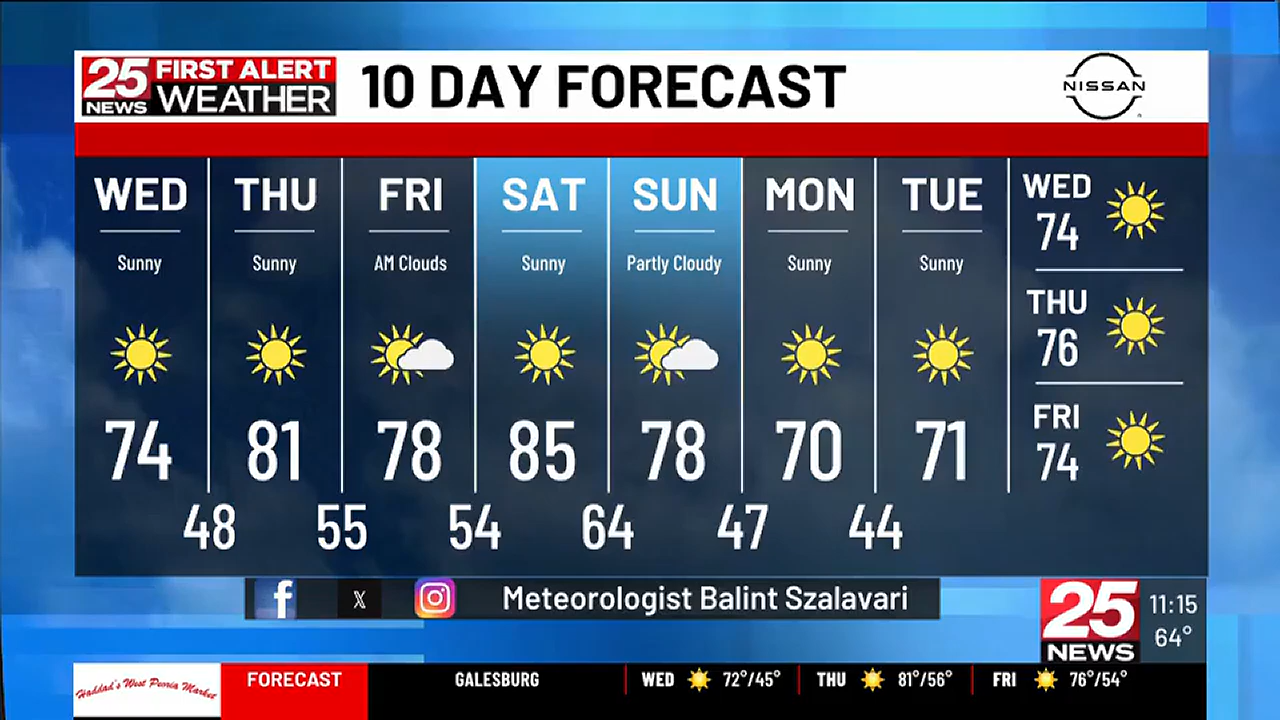 25 NEWS FIRST ALERT WEATHER
10 DAY FORECAST
NISSAN
WED THU FRI SAT SUN MON TUE
Sunny Sunny AM Clouds Sunny Partly Cloudy Sunny Sunny
74 81 78 85 78 70 71
48 55 54 64 47 44
WED
74
THU
76
FRI
74
f X Meteorologist Balint Szalavari
25 NEWS
11:15
64°
Haddad's West Peoria Market
FORECAST GALESBURG WED 72°/45° THU 81°/56° FRI 76°/54°